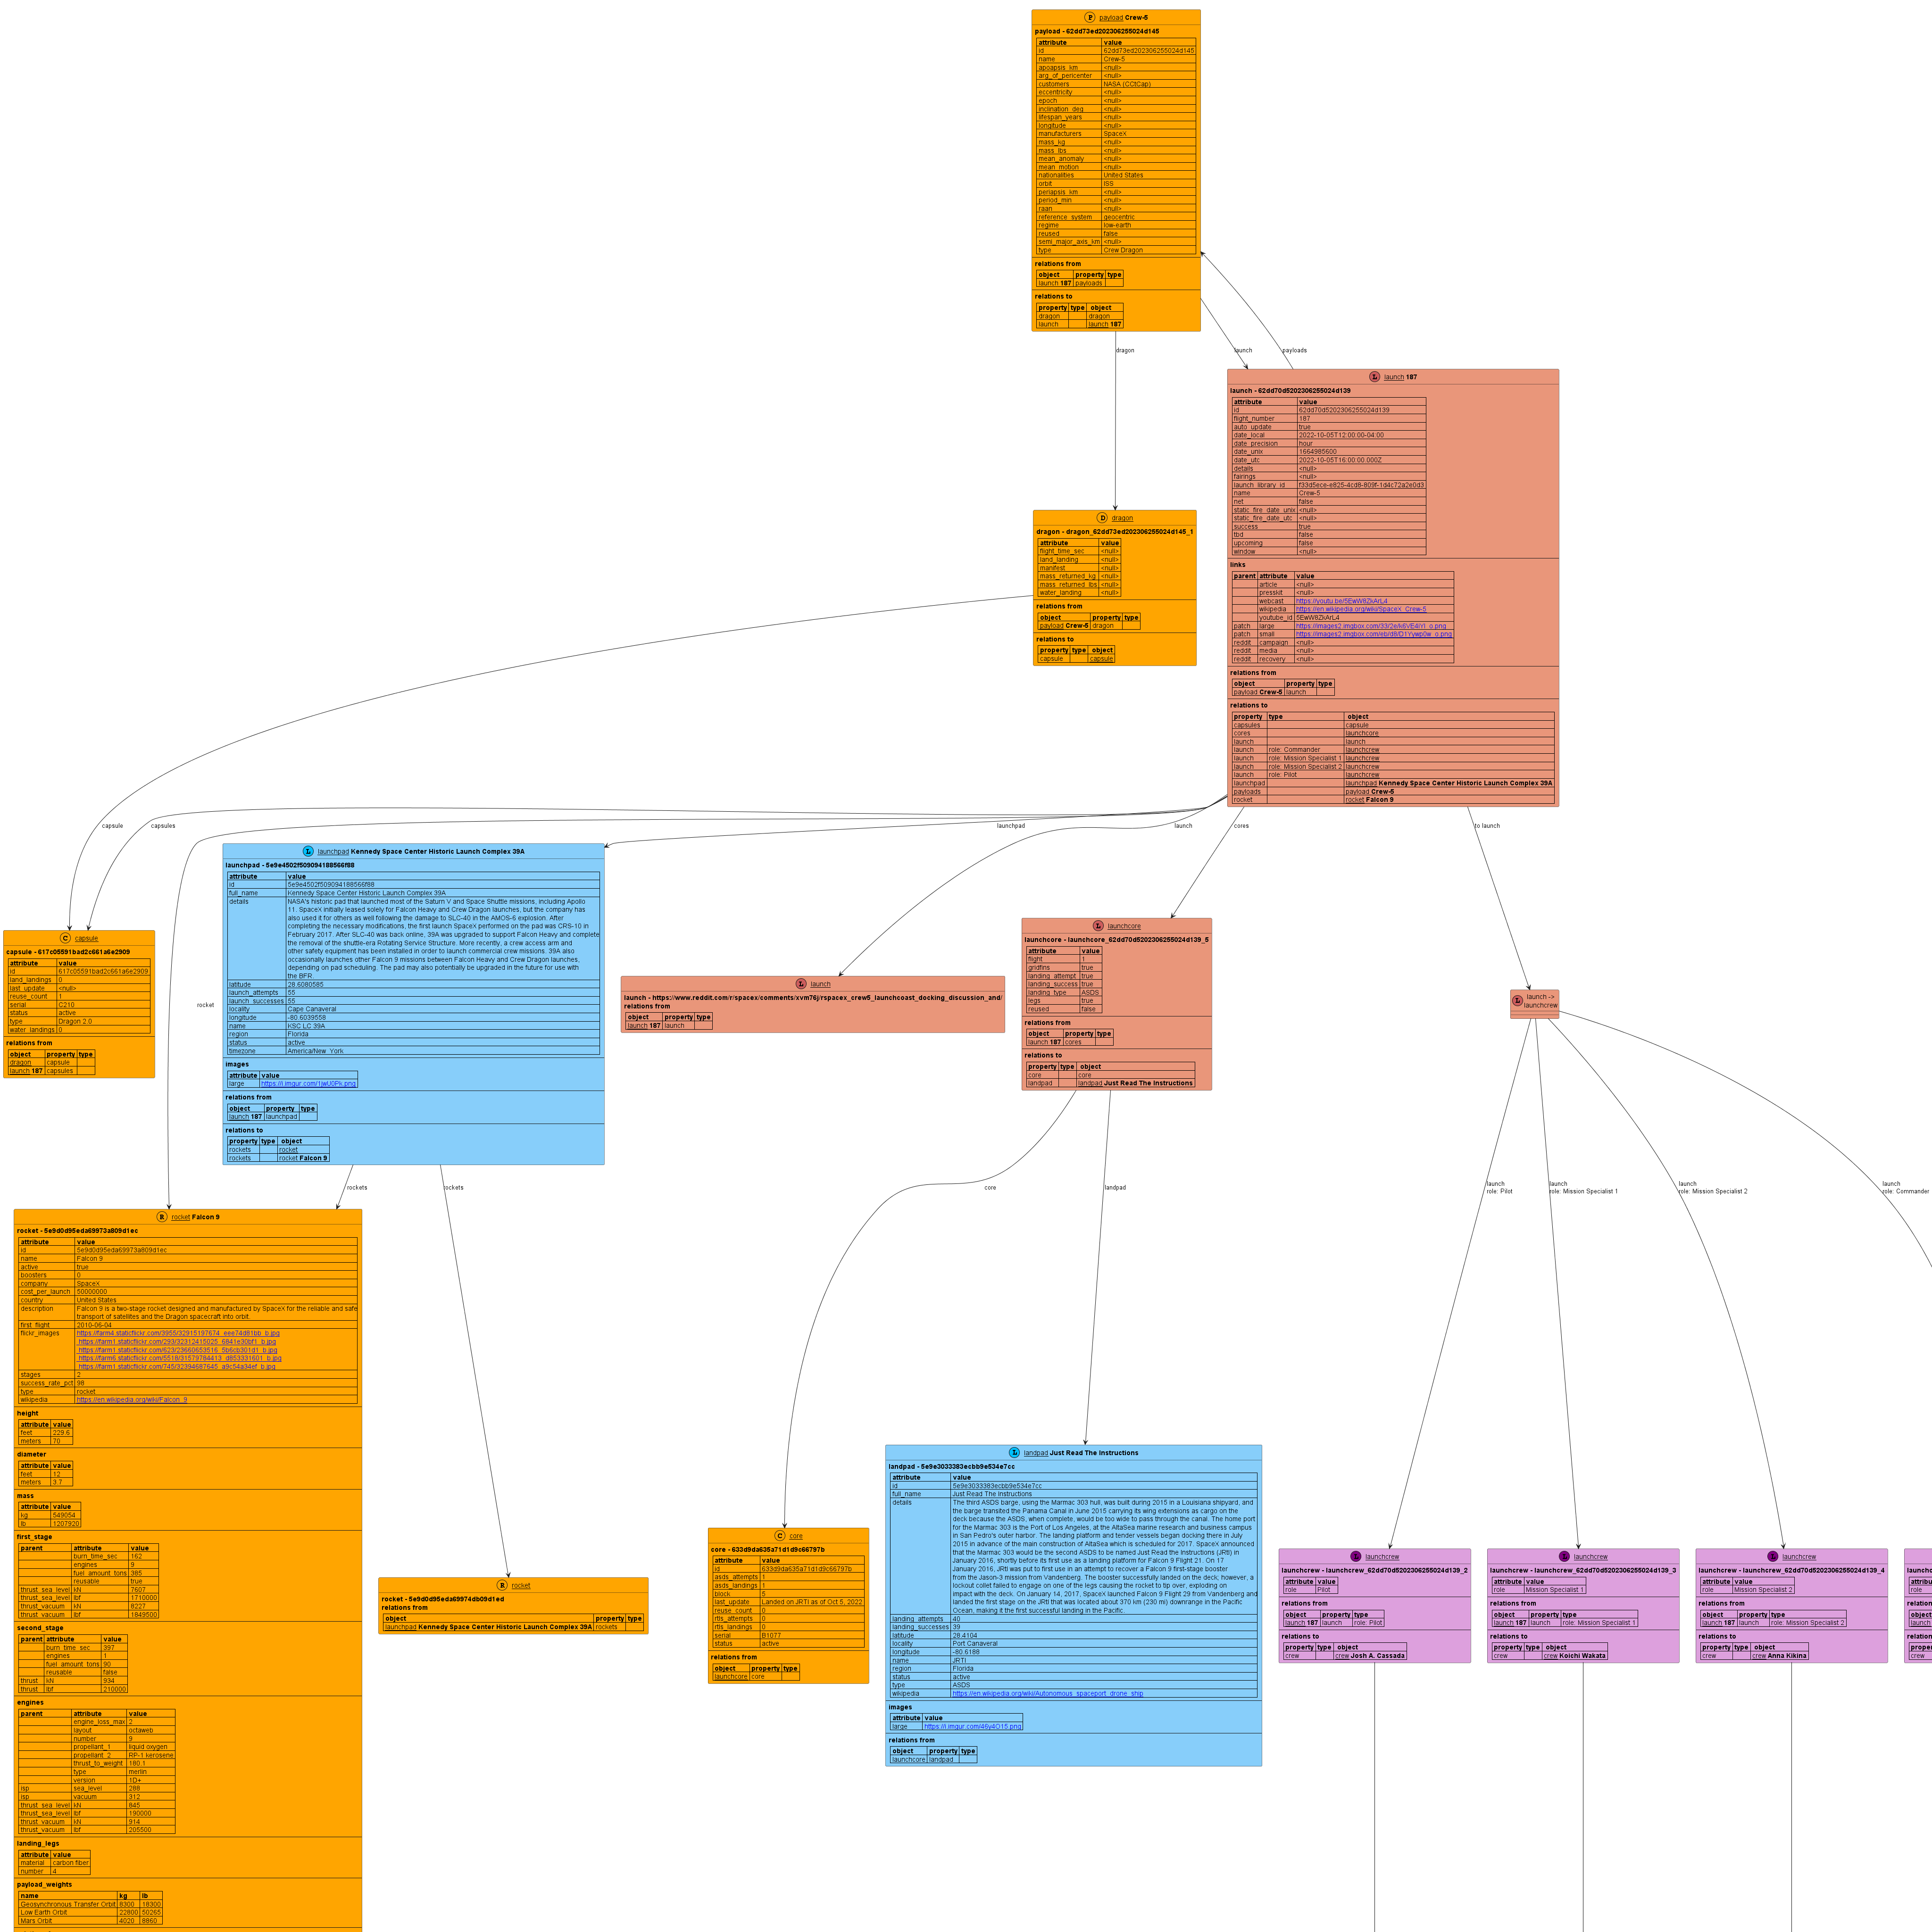 P payload Crew-5
payload - 62dd73ed202306255024d145
attribute value
id 62dd73ed202306255024d145
name Crew-5
apoapsis_km <null>
arg_of_pericenter <null>
customers NASA (CCtCap)
eccentricity <null>
epoch <null>
inclination_deg <null>
lifespan_years <null>
longitude <null>
manufacturers SpaceX
mass_kg <null>
mass_lbs <null>
mean_anomaly <null>
mean_motion <null>
nationalities United States
orbit ISS
periapsis_km <null>
period_min <null>
raan <null>
reference_system geocentric
regime low-earth
reused false
semi_major_axis_km <null>
type Crew Dragon
relations from
object property type
launch 187 payloads
relations to
property type object
dragon dragon
launch launch 187
dragon
launch
payloads
L launch 187
launch - 62dd70d5202306255024d139
attribute value
id 62dd70d5202306255024d139
flight_number 187
auto_update true
date_local 2022-10-05T12:00:00-04:00
date_precision hour
date_unix 1664985600
date_utc 2022-10-05T16:00:00.000Z
details <null>
fairings <null>
launch_library_id f33d5ece-e825-4cd8-809f-1d4c72a2e0d3
name Crew-5
net false
static_fire_date_unix <null>
static_fire_date_utc <null>
success true
tbd false
upcoming false
window <null>
links
parent attribute value
article <null>
presskit <null>
webcast https://youtu.be/5EwW8ZkArL4
wikipedia https://en.wikipedia.org/wiki/SpaceX_Crew-5
youtube_id 5EwW8ZkArL4
patch large
patch small
reddit campaign <null>
reddit media <null>
reddit recovery <null>
relations from
object property type
payload Crew-5 launch
relations to
property type object
capsules capsule
cores launchcore
launch launch
launch role: Commander launchcrew
launch role: Mission Specialist 1 launchcrew
launch role: Mission Specialist 2 launchcrew
launch role: Pilot launchcrew
launchpad launchpad Kennedy Space Center Historic Launch Complex 39A
payloads payload Crew-5
rocket rocket Falcon 9
D dragon
dragon - dragon_62dd73ed202306255024d145_1
attribute value
flight_time_sec <null>
land_landing <null>
manifest <null>
mass_returned_kg <null>
mass_returned_lbs <null>
water_landing <null>
relations from
object property type
payload Crew-5 dragon
relations to
property type object
capsule capsule
capsule
capsules
rocket
launchpad
launch
cores
to launch
C capsule
capsule - 617c05591bad2c661a6e2909
attribute value
id 617c05591bad2c661a6e2909
land_landings 0
last_update <null>
reuse_count 1
serial C210
status active
type Dragon 2.0
water_landings 0
relations from
object property type
dragon capsule
launch 187 capsules
L launchpad Kennedy Space Center Historic Launch Complex 39A
launchpad - 5e9e4502f509094188566f88
attribute value
id 5e9e4502f509094188566f88
full_name Kennedy Space Center Historic Launch Complex 39A
details NASA's historic pad that launched most of the Saturn V and Space Shuttle missions, including Apollo
11. SpaceX initially leased solely for Falcon Heavy and Crew Dragon launches, but the company has
also used it for others as well following the damage to SLC-40 in the AMOS-6 explosion. After
completing the necessary modifications, the first launch SpaceX performed on the pad was CRS-10 in
February 2017. After SLC-40 was back online, 39A was upgraded to support Falcon Heavy and complete
the removal of the shuttle-era Rotating Service Structure. More recently, a crew access arm and
other safety equipment has been installed in order to launch commercial crew missions. 39A also
occasionally launches other Falcon 9 missions between Falcon Heavy and Crew Dragon launches,
depending on pad scheduling. The pad may also potentially be upgraded in the future for use with
the BFR.
latitude 28.6080585
launch_attempts 55
launch_successes 55
locality Cape Canaveral
longitude -80.6039558
name KSC LC 39A
region Florida
status active
timezone America/New_York
images
attribute value
large
relations from
object property type
launch 187 launchpad
relations to
property type object
rockets rocket
rockets rocket Falcon 9
rockets
rockets
L launch
launch - https://www.reddit.com/r/spacex/comments/xvm76j/rspacex_crew5_launchcoast_docking_discussion_and/
relations from
object property type
launch 187 launch
L launchcore
launchcore - launchcore_62dd70d5202306255024d139_5
attribute value
flight 1
gridfins true
landing_attempt true
landing_success true
landing_type ASDS
legs true
reused false
relations from
object property type
launch 187 cores
relations to
property type object
core core
landpad landpad Just Read The Instructions
core
landpad
L launch ->
launchcrew
launch
role: Pilot
launch
role: Mission Specialist 1
launch
role: Mission Specialist 2
launch
role: Commander
R rocket Falcon 9
rocket - 5e9d0d95eda69973a809d1ec
attribute value
id 5e9d0d95eda69973a809d1ec
name Falcon 9
active true
boosters 0
company SpaceX
cost_per_launch 50000000
country United States
description Falcon 9 is a two-stage rocket designed and manufactured by SpaceX for the reliable and safe
transport of satellites and the Dragon spacecraft into orbit.
first_flight 2010-06-04
flickr_images https://farm4.staticflickr.com/3955/32915197674_eee74d81bb_b.jpg
https://farm1.staticflickr.com/293/32312415025_6841e30bf1_b.jpg
https://farm1.staticflickr.com/623/23660653516_5b6cb301d1_b.jpg
https://farm6.staticflickr.com/5518/31579784413_d853331601_b.jpg
https://farm1.staticflickr.com/745/32394687645_a9c54a34ef_b.jpg
stages 2
success_rate_pct 98
type rocket
wikipedia https://en.wikipedia.org/wiki/Falcon_9
height
attribute value
feet 229.6
meters 70
diameter
attribute value
feet 12
meters 3.7
mass
attribute value
kg 549054
lb 1207920
first_stage
parent attribute value
burn_time_sec 162
engines 9
fuel_amount_tons 385
reusable true
thrust_sea_level kN 7607
thrust_sea_level lbf 1710000
thrust_vacuum kN 8227
thrust_vacuum lbf 1849500
second_stage
parent attribute value
burn_time_sec 397
engines 1
fuel_amount_tons 90
reusable false
thrust kN 934
thrust lbf 210000
engines
parent attribute value
engine_loss_max 2
layout octaweb
number 9
propellant_1 liquid oxygen
propellant_2 RP-1 kerosene
thrust_to_weight 180.1
type merlin
version 1D+
isp sea_level 288
isp vacuum 312
thrust_sea_level kN 845
thrust_sea_level lbf 190000
thrust_vacuum kN 914
thrust_vacuum lbf 205500
landing_legs
attribute value
material carbon fiber
number 4
payload_weights
name kg lb
Geosynchronous Transfer Orbit 8300 18300
Low Earth Orbit 22800 50265
Mars Orbit 4020 8860
R rocket
rocket - 5e9d0d95eda69974db09d1ed
relations from
object property type
launchpad Kennedy Space Center Historic Launch Complex 39A rockets
C core
core - 633d9da635a71d1d9c66797b
attribute value
id 633d9da635a71d1d9c66797b
asds_attempts 1
asds_landings 1
block 5
last_update Landed on JRTI as of Oct 5, 2022
reuse_count 0
rtls_attempts 0
rtls_landings 0
serial B1077
status active
relations from
object property type
launchcore core
L landpad Just Read The Instructions
landpad - 5e9e3033383ecbb9e534e7cc
attribute value
id 5e9e3033383ecbb9e534e7cc
full_name Just Read The Instructions
details The third ASDS barge, using the Marmac 303 hull, was built during 2015 in a Louisiana shipyard, and
the barge transited the Panama Canal in June 2015 carrying its wing extensions as cargo on the
deck because the ASDS, when complete, would be too wide to pass through the canal. The home port
for the Marmac 303 is the Port of Los Angeles, at the AltaSea marine research and business campus
in San Pedro's outer harbor. The landing platform and tender vessels began docking there in July
2015 in advance of the main construction of AltaSea which is scheduled for 2017. SpaceX announced
that the Marmac 303 would be the second ASDS to be named Just Read the Instructions (JRtI) in
January 2016, shortly before its first use as a landing platform for Falcon 9 Flight 21. On 17
January 2016, JRtI was put to first use in an attempt to recover a Falcon 9 first-stage booster
from the Jason-3 mission from Vandenberg. The booster successfully landed on the deck, however, a
lockout collet failed to engage on one of the legs causing the rocket to tip over, exploding on
impact with the deck. On January 14, 2017, SpaceX launched Falcon 9 Flight 29 from Vandenberg and
landed the first stage on the JRtI that was located about 370 km (230 mi) downrange in the Pacific
Ocean, making it the first successful landing in the Pacific.
landing_attempts 40
landing_successes 39
latitude 28.4104
locality Port Canaveral
longitude -80.6188
name JRTI
region Florida
status active
type ASDS
wikipedia https://en.wikipedia.org/wiki/Autonomous_spaceport_drone_ship
images
attribute value
large https://i.imgur.com/46y4O15.png
relations from
object property type
launchcore landpad
launchcrew
launchcrew - launchcrew_62dd70d5202306255024d139_2
attribute value
role Pilot
relations from
object property type
launch 187 launch role: Pilot
relations to
property type object
crew crew Josh A. Cassada
launchcrew
launchcrew - launchcrew_62dd70d5202306255024d139_3
attribute value
role Mission Specialist 1
relations from
object property type
launch 187 launch role: Mission Specialist 1
relations to
property type object
crew crew Koichi Wakata
launchcrew
launchcrew - launchcrew_62dd70d5202306255024d139_4
attribute value
role Mission Specialist 2
relations from
object property type
launch 187 launch role: Mission Specialist 2
relations to
property type object
crew crew Anna Kikina
role
crew